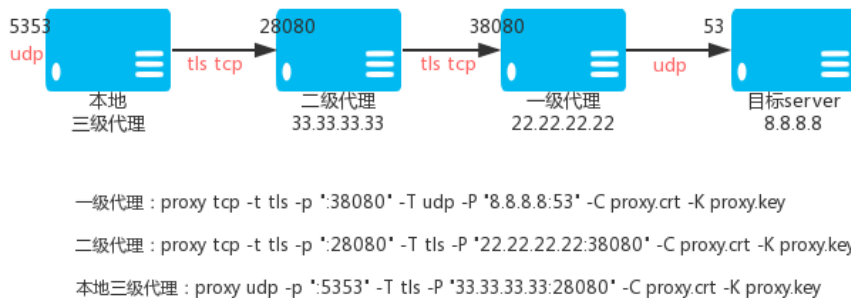 5353 28080 38080 53
udp tls tcp tls tcp udp
本地 二级代理 一级代理 目标server
三级代理 33.33.33.33 22.22.22.22 8.8.8.8
一级代理：proxy tcp -t tls -p ":38080" -T udp -P "8.8.8.8:53" -C proxy.crt -K proxy.key
二级代理：proxy tcp -t tls -p ":28080" -T tls -P "22.22.22.22:38080" -C proxy.crt -K proxy.key
本地三级代理：proxy udp -p ":5353" -T tls -P "33.33.33.33:28080" -C proxy.crt -K proxy.key